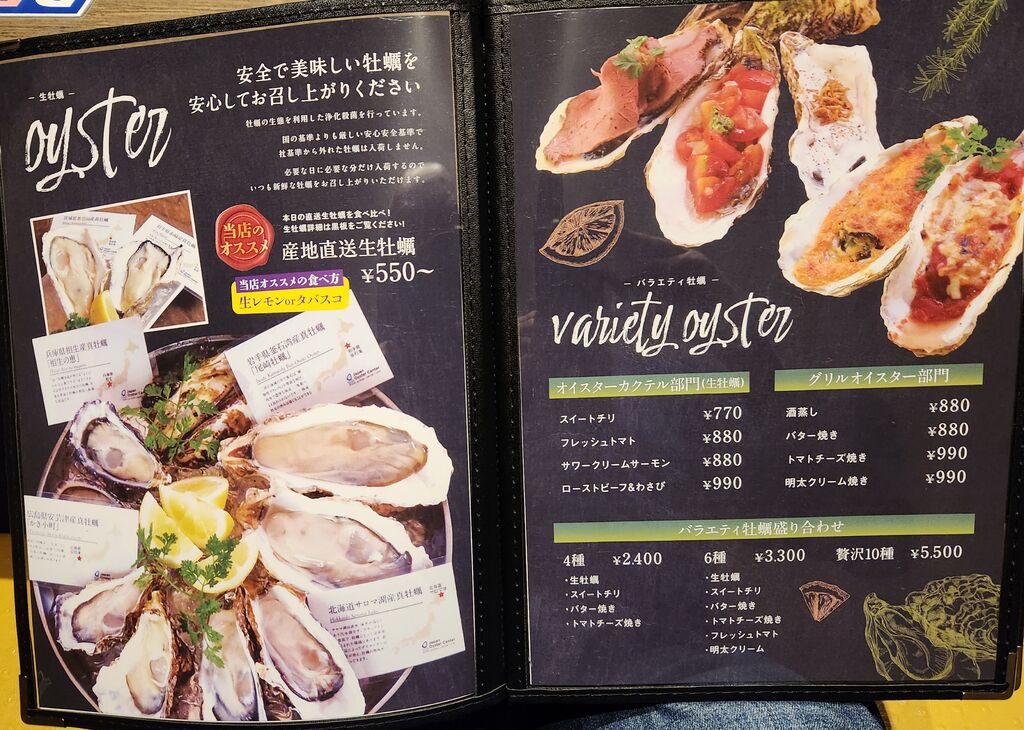 ― 生牡蠣 ―
oyster
安全で美味しい牡蠣を
安心してお召し上がりください
牡蠣の生態を利用した浄化殺菌を行っています。
国の基準よりも厳しい安心安全基準で
社基準から外れた牡蠣は入荷しません。
必要な日に必要な分だけ入荷するので
いつも新鮮な牡蠣をお召し上がりいただけます。
当店の
オススメ
本日の直送生牡蠣を食べ比べ!
生牡蠣詳細は黒板をご覧ください!
産地直送生牡蠣
¥550~
当店オススメの食べ方
生レモンorタバスコ
兵庫県相生産真牡蠣
「相生の恵」
岩手県釜石湾産真牡蠣
「尾崎牡蠣」
広島県安芸津産真牡蠣
「かき小町」
北海道サロマ湖産真牡蠣
Japan
Oyster Center
― バラエティ牡蠣 ―
variety oyster
オイスターカクテル部門(生牡蠣)
スイートチリ ¥770
フレッシュトマト ¥880
サワークリームサーモン ¥880
ローストビーフ&わさび ¥990
グリルオイスター部門
酒蒸し ¥880
バター焼き ¥880
トマトチーズ焼き ¥990
明太クリーム焼き ¥990
バラエティ牡蠣盛り合わせ
4種 ¥2.400
・生牡蠣
・スイートチリ
・バター焼き
・トマトチーズ焼き
6種 ¥3.300
・生牡蠣
・スイートチリ
・バター焼き
・トマトチーズ焼き
・フレッシュトマト
・明太クリーム
贅沢10種 ¥5.500